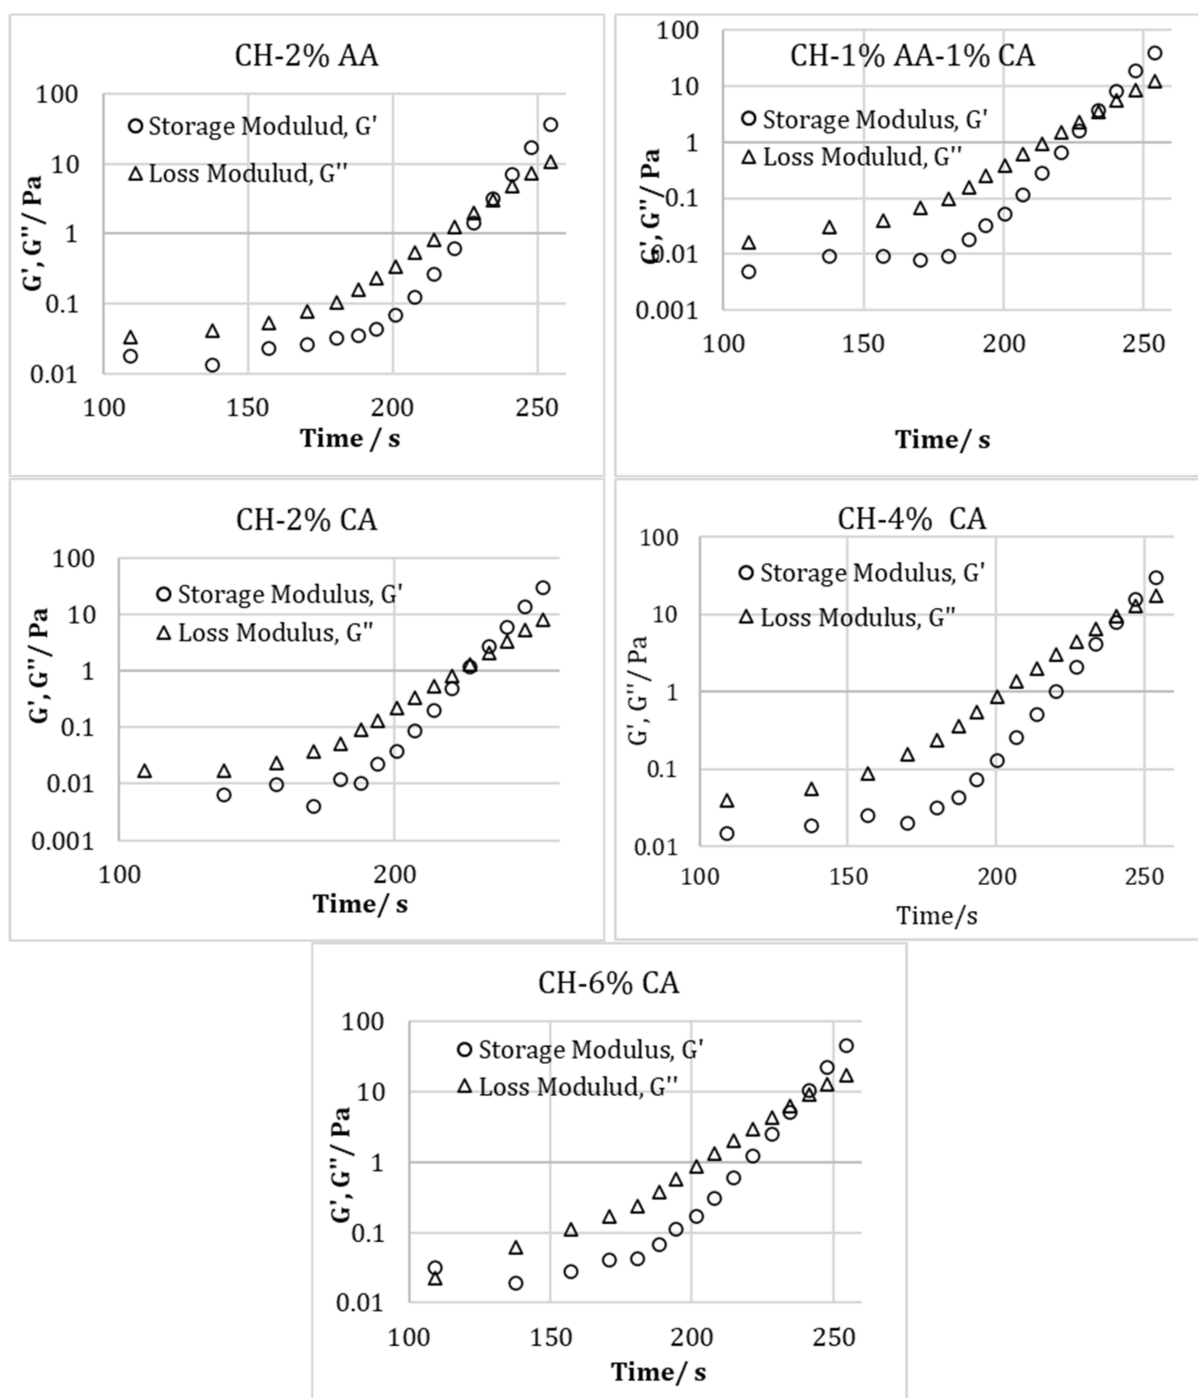 CH-2% AA
100
10
1
0.1
0.01
G', G''/ Pa
Storage Modulud, G'
Loss Modulud, G''
100 150 200 250
Time / s
CH-1% AA-1% CA
100
10
1
0.1
0.01
0.001
G', G''/ Pa
Storage Modulus, G'
Loss Modulud, G''
100 150 200 250
Time/ s
CH-2% CA
100
10
1
0.1
0.01
0.001
G', G''/ Pa
Storage Modulus, G'
Loss Modulus, G''
100 200
Time/ s
CH-4% CA
100
10
1
0.1
0.01
G', G''/ Pa
Storage Modulus, G'
Loss Modulus, G''
100 150 200 250
Time/s
CH-6% CA
100
10
1
0.1
0.01
G', G''/ Pa
Storage Modulus, G'
Loss Modulud, G''
100 150 200 250
Time/ s